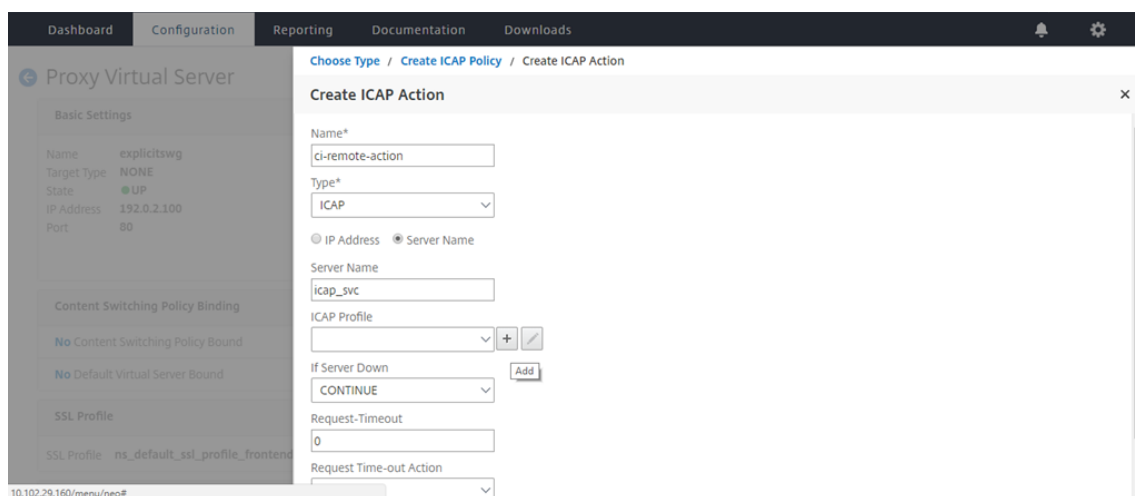 Dashboard Configuration Reporting Documentation Downloads
Proxy Virtual Server
Basic Settings
Name explicitswg
Target Type NONE
State UP
IP Address 192.0.2.100
Port 80
Content Switching Policy Binding
No Content Switching Policy Bound
No Default Virtual Server Bound
SSL Profile
SSL Profile ns_default_ssl_profile_frontend
10.102.29.160/menu/neo#
Choose Type / Create ICAP Policy / Create ICAP Action
Create ICAP Action ×
Name*
ci-remote-action
Type*
ICAP
IP Address Server Name
Server Name
icap_svc
ICAP Profile
+
Add
If Server Down
CONTINUE
Request-Timeout
0
Request Time-out Action